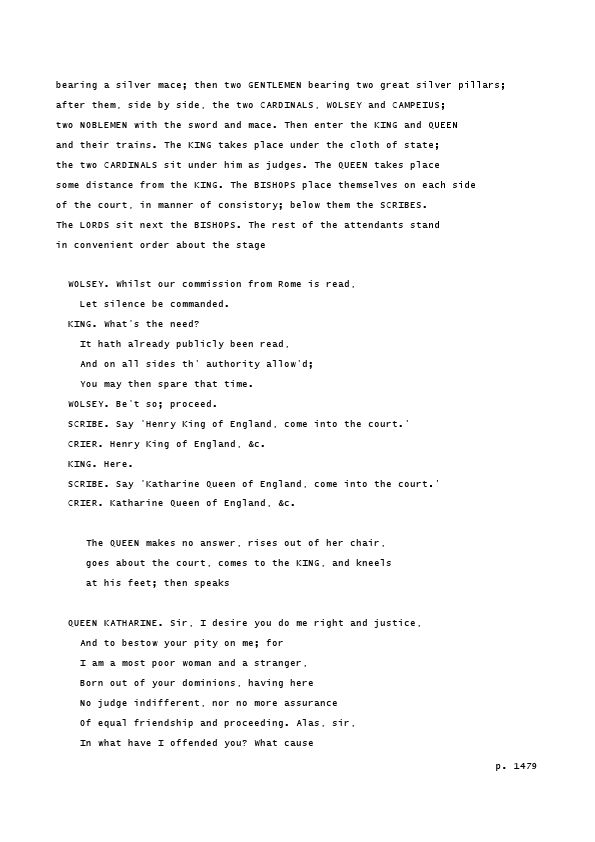 bearing a silver mace; then two GENTLEMEN bearing two great silver pillars;
after them, side by side, the two CARDINALS, WOLSEY and CAMPEIUS;
two NOBLEMEN with the sword and mace. Then enter the KING and QUEEN
and their trains. The KING takes place under the cloth of state;
the two CARDINALS sit under him as judges. The QUEEN takes place
some distance from the KING. The BISHOPS place themselves on each side
of the court, in manner of consistory; below them the SCRIBES.
The LORDS sit next the BISHOPS. The rest of the attendants stand
in convenient order about the stage

WOLSEY. Whilst our commission from Rome is read,
Let silence be commanded.
KING. What's the need?
It hath already publicly been read,
And on all sides th' authority allow'd;
You may then spare that time.
WOLSEY. Be't so; proceed.
SCRIBE. Say 'Henry King of England, come into the court.'
CRIER. Henry King of England, &c.
KING. Here.
SCRIBE. Say 'Katharine Queen of England, come into the court.'
CRIER. Katharine Queen of England, &c.

The QUEEN makes no answer, rises out of her chair,
goes about the court, comes to the KING, and kneels
at his feet; then speaks

QUEEN KATHARINE. Sir, I desire you do me right and justice,
And to bestow your pity on me; for
I am a most poor woman and a stranger,
Born out of your dominions, having here
No judge indifferent, nor no more assurance
Of equal friendship and proceeding. Alas, sir,
In what have I offended you? What cause
p. 1479